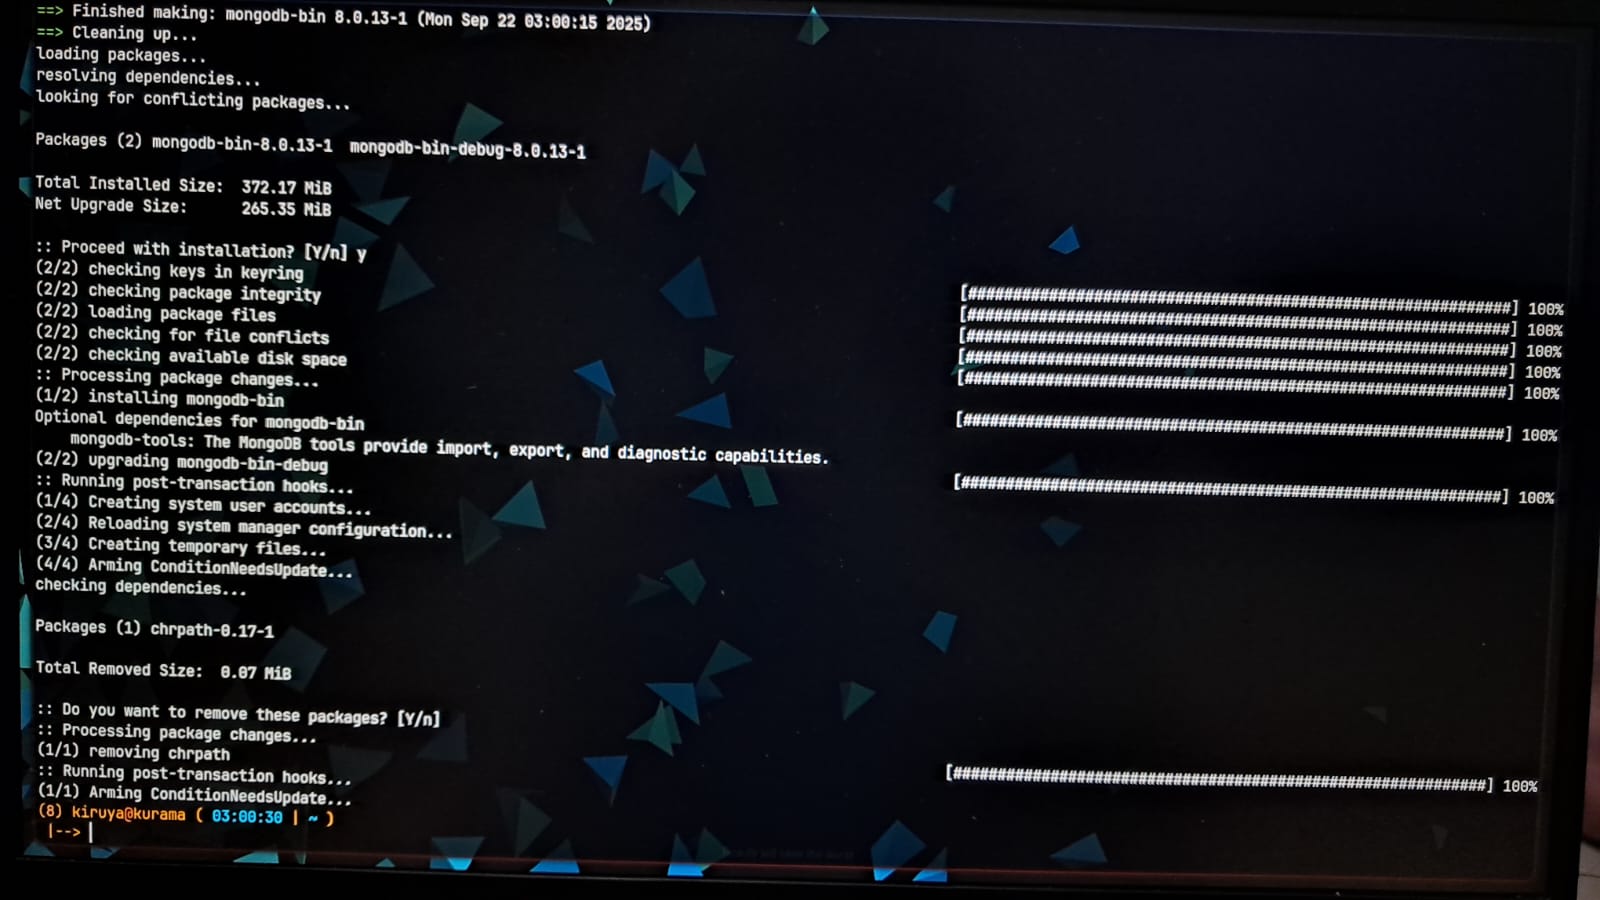 ==> Finished making: mongodb-bin 8.0.13-1 (Mon Sep 22 03:00:15 2025)
==> Cleaning up...
loading packages...
resolving dependencies...
looking for conflicting packages...
Packages (2) mongodb-bin-8.0.13-1  mongodb-bin-debug-8.0.13-1
Total Installed Size:  372.17 MiB
Net Upgrade Size:      265.35 MiB
:: Proceed with installation? [Y/n] y
(2/2) checking keys in keyring [##############################################################] 100%
(2/2) checking package integrity [##############################################################] 100%
(2/2) loading package files [##############################################################] 100%
(2/2) checking for file conflicts [##############################################################] 100%
(2/2) checking available disk space [##############################################################] 100%
:: Processing package changes...
(1/2) installing mongodb-bin [##############################################################] 100%
Optional dependencies for mongodb-bin
    mongodb-tools: The MongoDB tools provide import, export, and diagnostic capabilities.
(2/2) upgrading mongodb-bin-debug [##############################################################] 100%
:: Running post-transaction hooks...
(1/4) Creating system user accounts...
(2/4) Reloading system manager configuration...
(3/4) Creating temporary files...
(4/4) Arming ConditionNeedsUpdate...
checking dependencies...
Packages (1) chrpath-0.17-1
Total Removed Size:  0.07 MiB
:: Do you want to remove these packages? [Y/n]
:: Processing package changes...
(1/1) removing chrpath [##############################################################] 100%
:: Running post-transaction hooks...
(1/1) Arming ConditionNeedsUpdate...
(8) kiruya@kurama ( 03:00:30 | ~ )
|-->